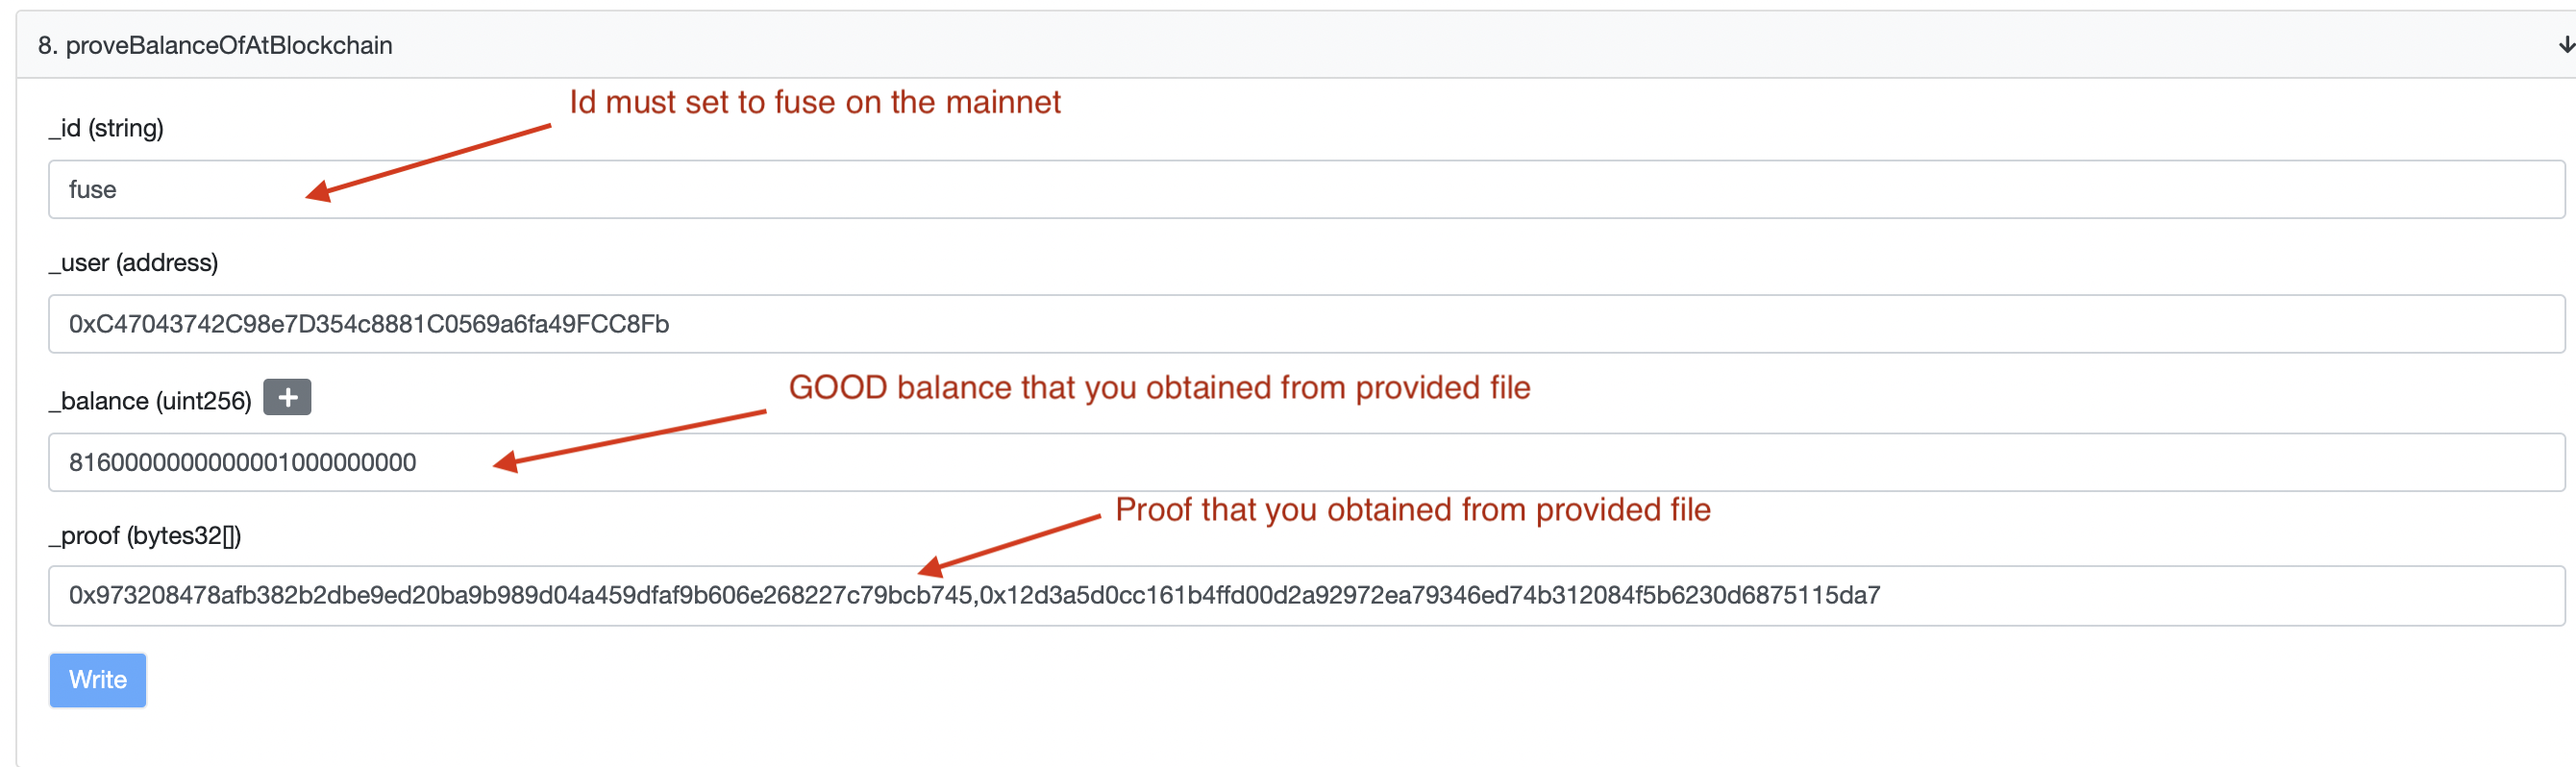 8. proveBalanceOfAtBlockchain
Id must set to fuse on the mainnet
_id (string)
fuse
_user (address)
0xC47043742C98e7D354c8881C0569a6fa49FCC8Fb
GOOD balance that you obtained from provided file
_balance (uint256) +
8160000000000001000000000
Proof that you obtained from provided file
_proof (bytes32[])
0x973208478afb382b2dbe9ed20ba9b989d04a459dfaf9b606e268227c79bcb745,0x12d3a5d0cc161b4ffd00d2a92972ea79346ed74b312084f5b6230d6875115da7
Write